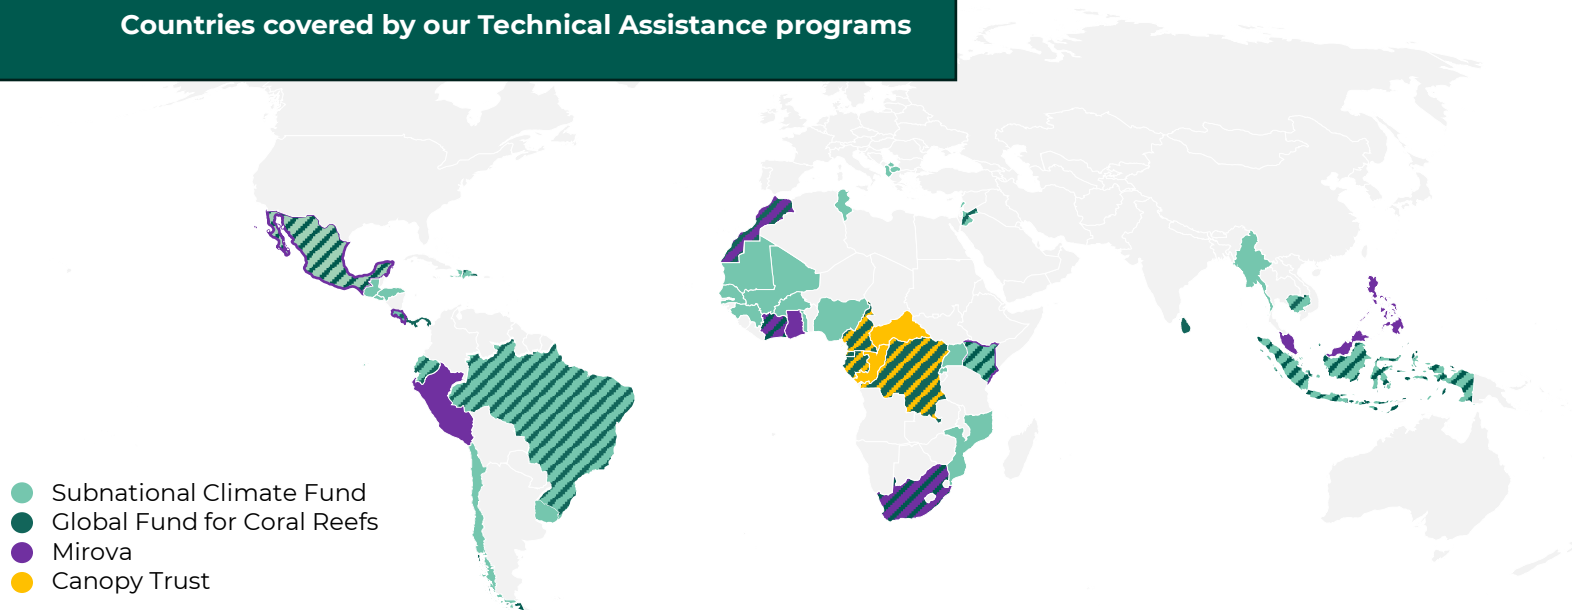 Countries covered by our Technical Assistance programs
Subnational Climate Fund
Global Fund for Coral Reefs
Mirova
Canopy Trust